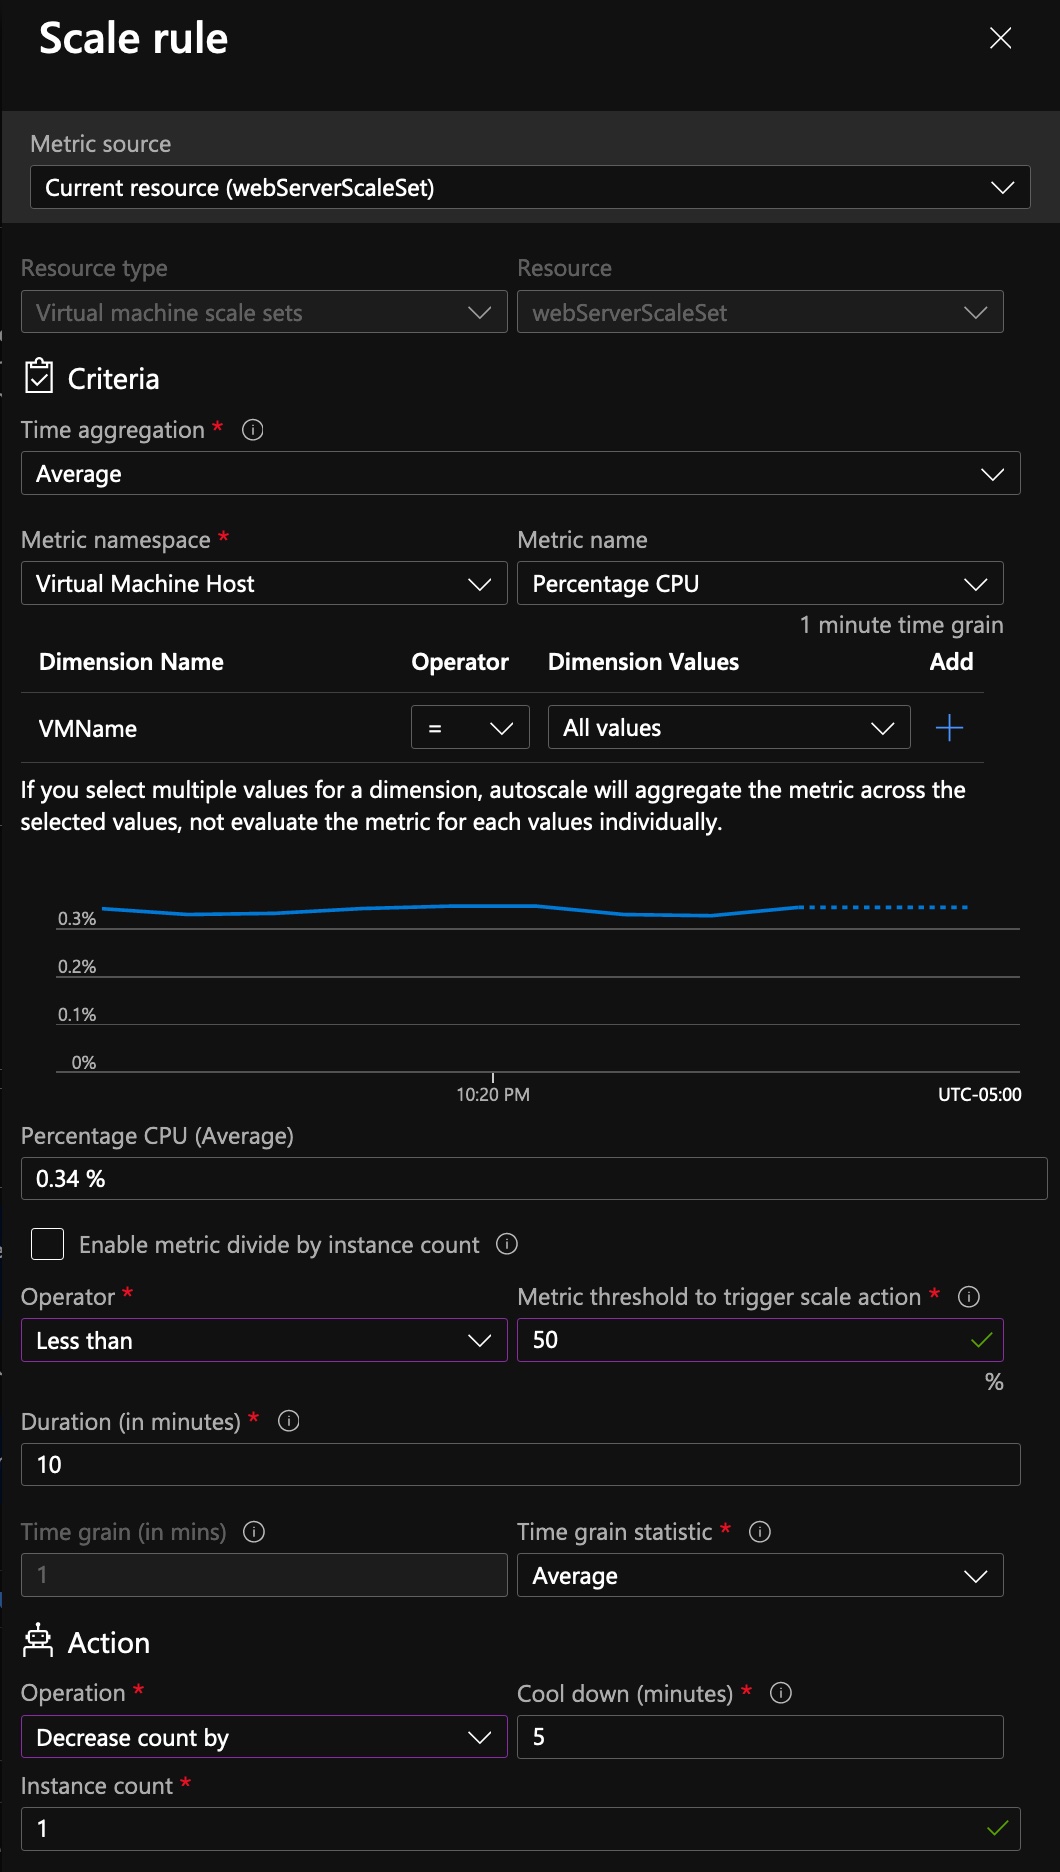 Scale rule
Metric source
Current resource (webServerScaleSet)
Resource type
Resource
Virtual machine scale sets
webServerScaleSet
Criteria
Time aggregation *
Average
Metric namespace *
Metric name
Virtual Machine Host
Percentage CPU
1 minute time grain
Dimension Name Operator Dimension Values Add
VMName = All values
If you select multiple values for a dimension, autoscale will aggregate the metric across the
selected values, not evaluate the metric for each values individually.
0.3%
0.2%
0.1%
0%
10:20 PM
UTC-05:00
Percentage CPU (Average)
0.34 %
Enable metric divide by instance count
Operator *
Metric threshold to trigger scale action *
Less than
50
%
Duration (in minutes) *
10
Time grain (in mins)
Time grain statistic *
1
Average
Action
Operation *
Cool down (minutes) *
Decrease count by
5
Instance count *
1